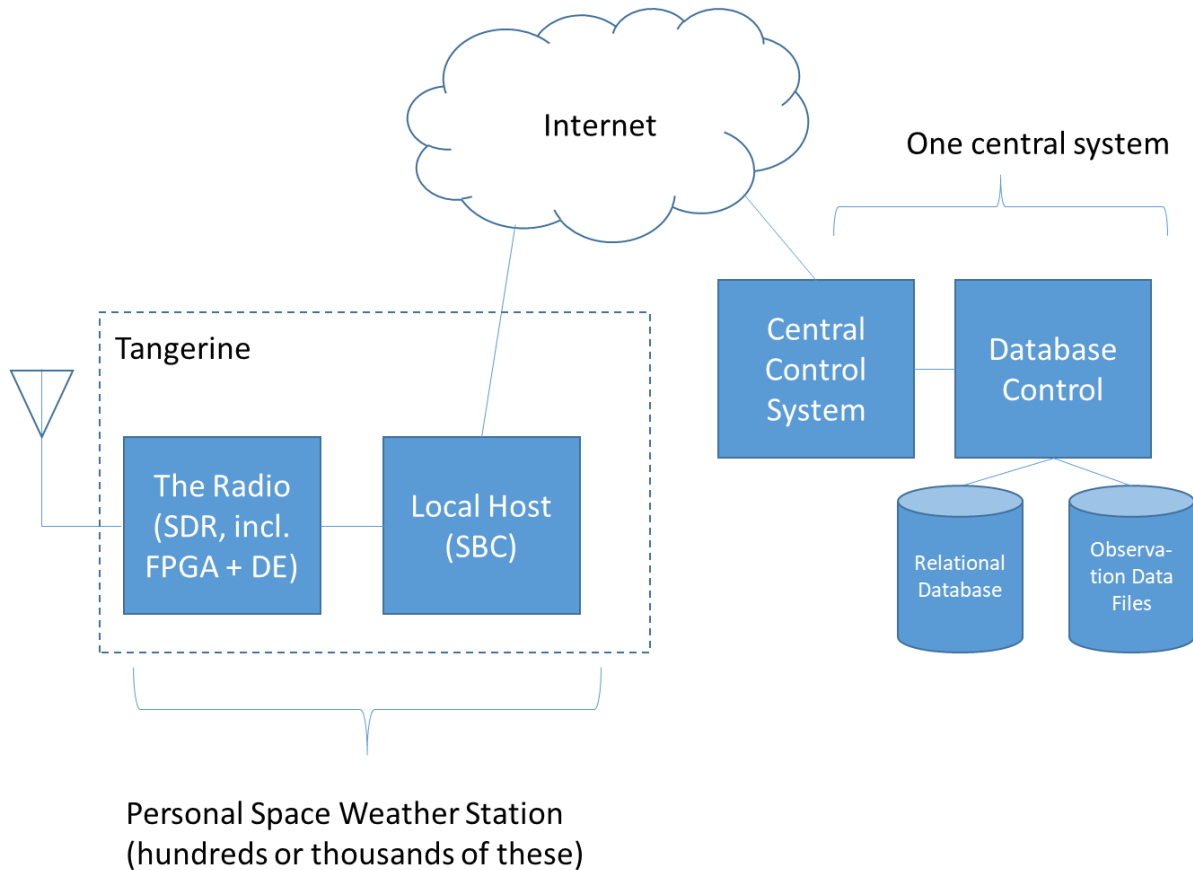 Internet
One central system
Tangerine
Central
Control
System
Database
Control
The Radio
(SDR, incl.
FPGA + DE)
Local Host
(SBC)
Relational
Database
Observa-
tion Data
Files
Personal Space Weather Station
(hundreds or thousands of these)